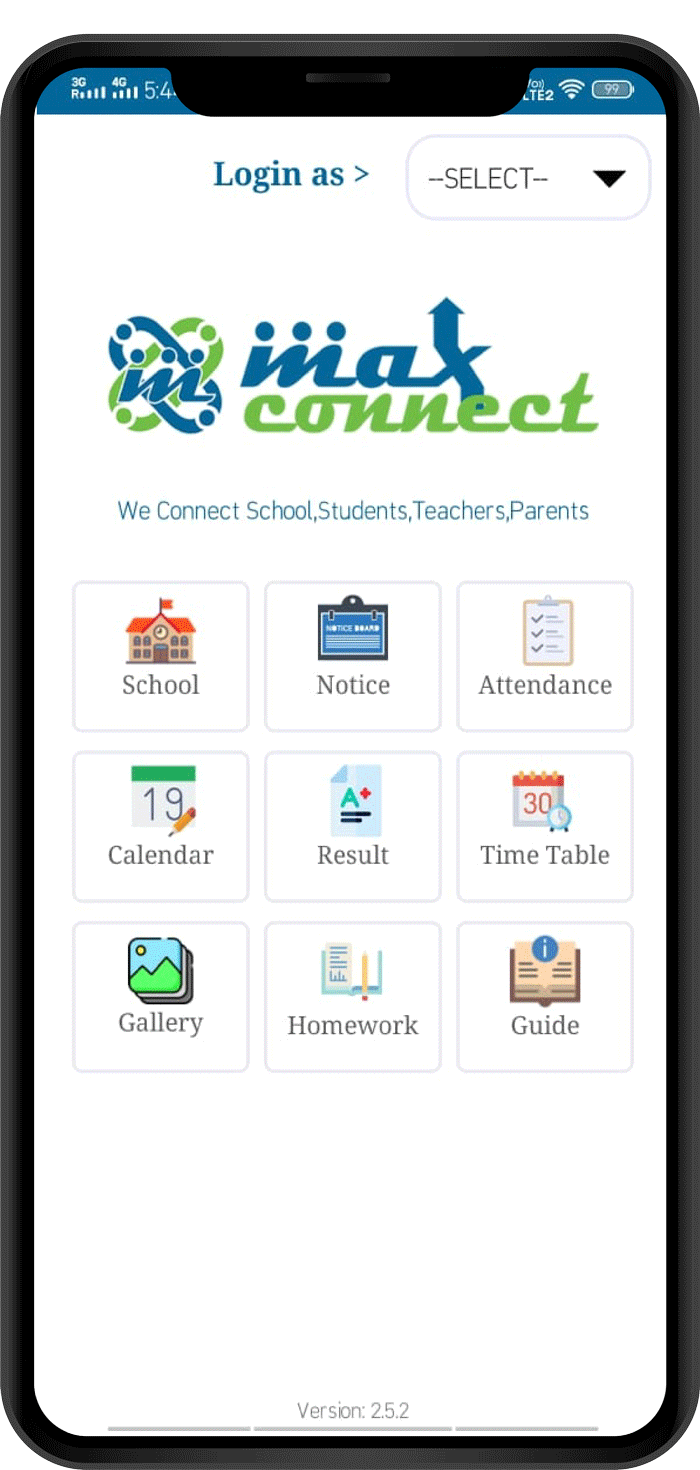 3G 4G
R 5:4
LTE2 99
Login as > --SELECT--
m max
connect
We Connect School,Students,Teachers,Parents
NOTICE BOARD
School Notice Attendance
19 A+ 30
Calendar Result Time Table
i
Gallery Homework Guide
Version: 2.5.2